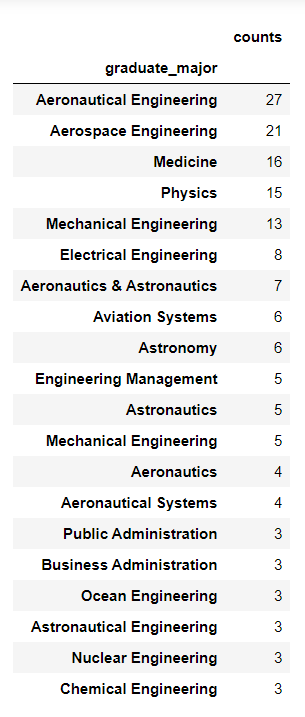 counts
graduate_major
Aeronautical Engineering 27
Aerospace Engineering 21
Medicine 16
Physics 15
Mechanical Engineering 13
Electrical Engineering 8
Aeronautics & Astronautics 7
Aviation Systems 6
Astronomy 6
Engineering Management 5
Astronautics 5
Mechanical Engineering 5
Aeronautics 4
Aeronautical Systems 4
Public Administration 3
Business Administration 3
Ocean Engineering 3
Astronautical Engineering 3
Nuclear Engineering 3
Chemical Engineering 3